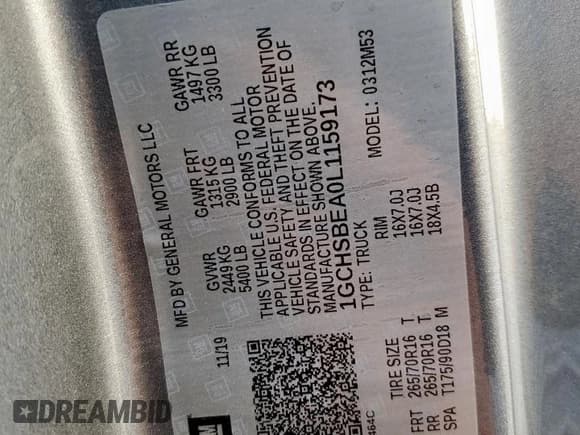 MFD BY GENERAL MOTORS LLC
11/19
GVWR
2449 KG
5400 LB
GAWR FRT
1315 KG
2900 LB
GAWR RR
1497 KG
3300 LB
THIS VEHICLE CONFORMS TO ALL
APPLICABLE U.S. FEDERAL MOTOR
VEHICLE SAFETY AND THEFT PREVENTION
STANDARDS IN EFFECT ON THE DATE OF
MANUFACTURE SHOWN ABOVE.
1GCHSBEA0L1159173
TYPE: TRUCK
MODEL: 0312M53
TIRE SIZE RIM
FRT 265/70R16 T 16X7.0J
RR 265/70R16 T 16X7.0J
SPA T175/90D18 M 18X4.5B
464C
DREAMBID